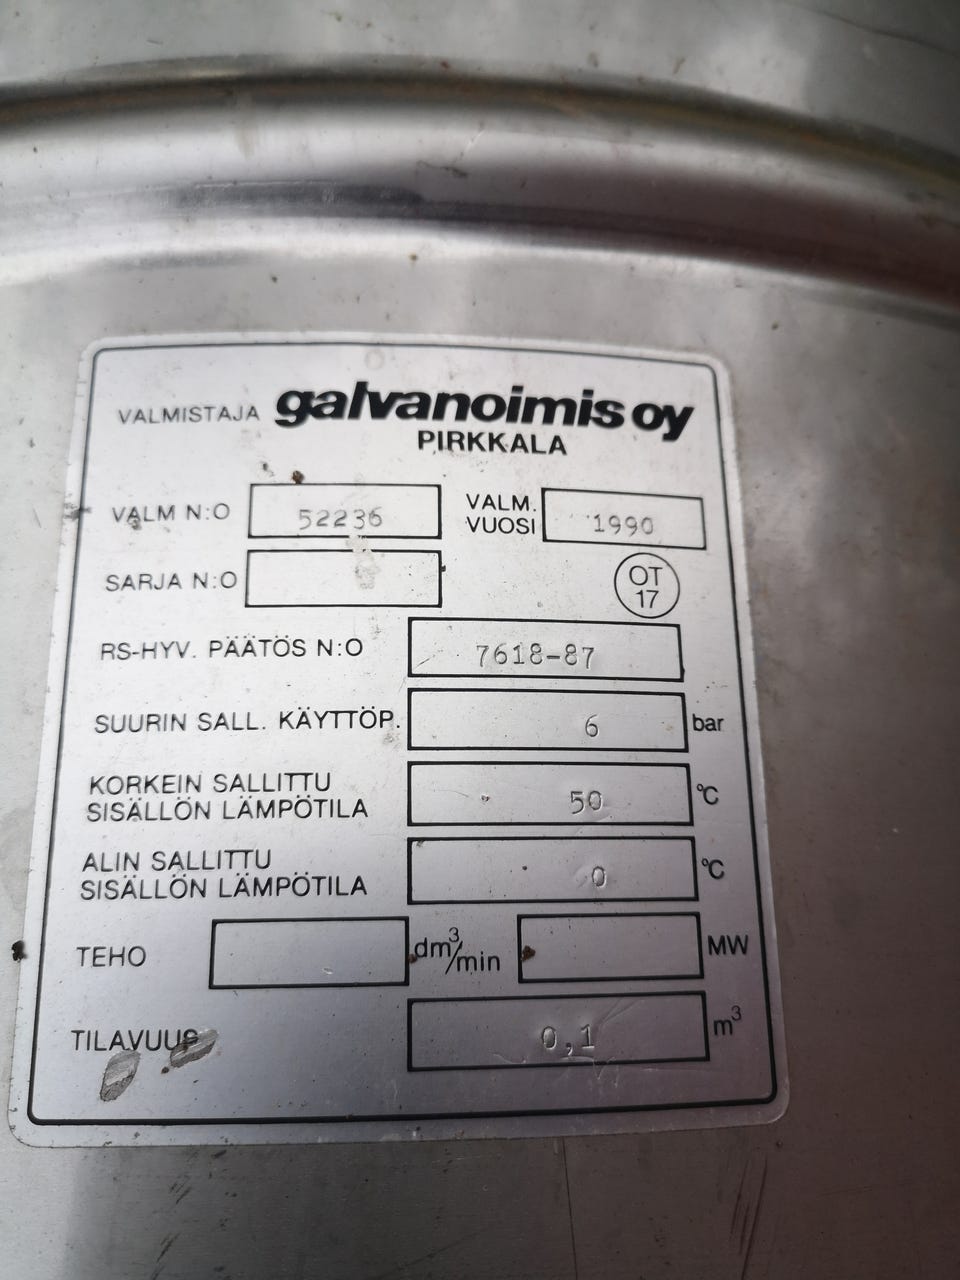 VALMISTAJA galvanoimis oy
PIRKKALA
VALM N:O 52236 VALM. VUOSI 1990
SARJA N:O
OT 17
RS-HYV. PÄÄTÖS N:O 7618-87
SUURIN SALL. KÄYTTÖP. 6 bar
KORKEIN SALLITTU
SISÄLLÖN LÄMPÖTILA 50 °C
ALIN SALLITTU
SISÄLLÖN LÄMPÖTILA 0 °C
TEHO dm³/min MW
TILAVUUS 0,1 m³